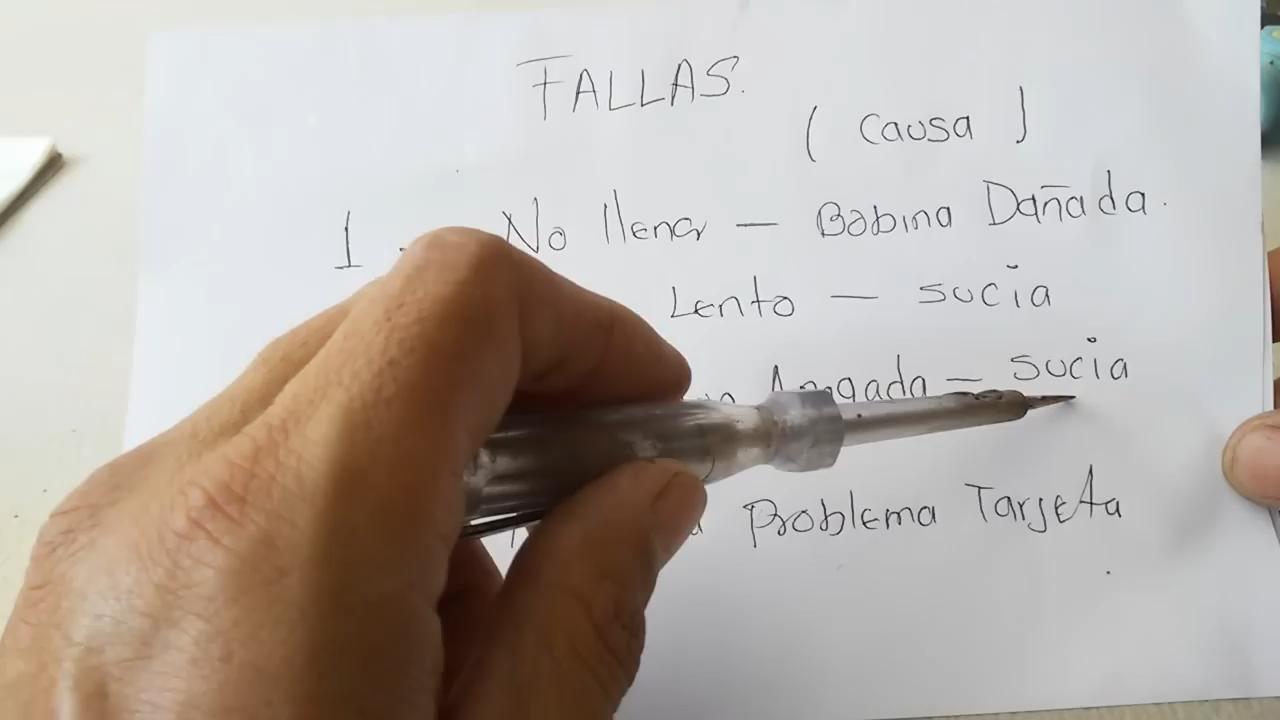 FALLAS.
( Causa )
1 - No llenar — Bobina Dañada.
Lento — sucia
— sucia
Problema Tarjeta